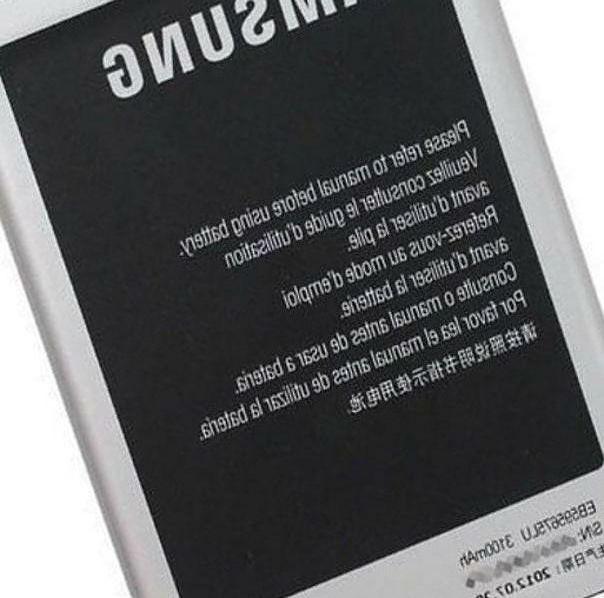 SAMSUNG
Please refer to manual before using battery.
Veuillez consulter le guide d'utilisation
avant d'utiliser la pile.
Referez-vous au mode d'emploi
avant d'utiliser la batterie.
Consulte o manual antes de usar a bateria.
Por favor lea el manual antes de utilizar la batería.
请按照说明书指示使用电池.
EB595675LU 3100mAh
S/N:
生产日期: 2012.07